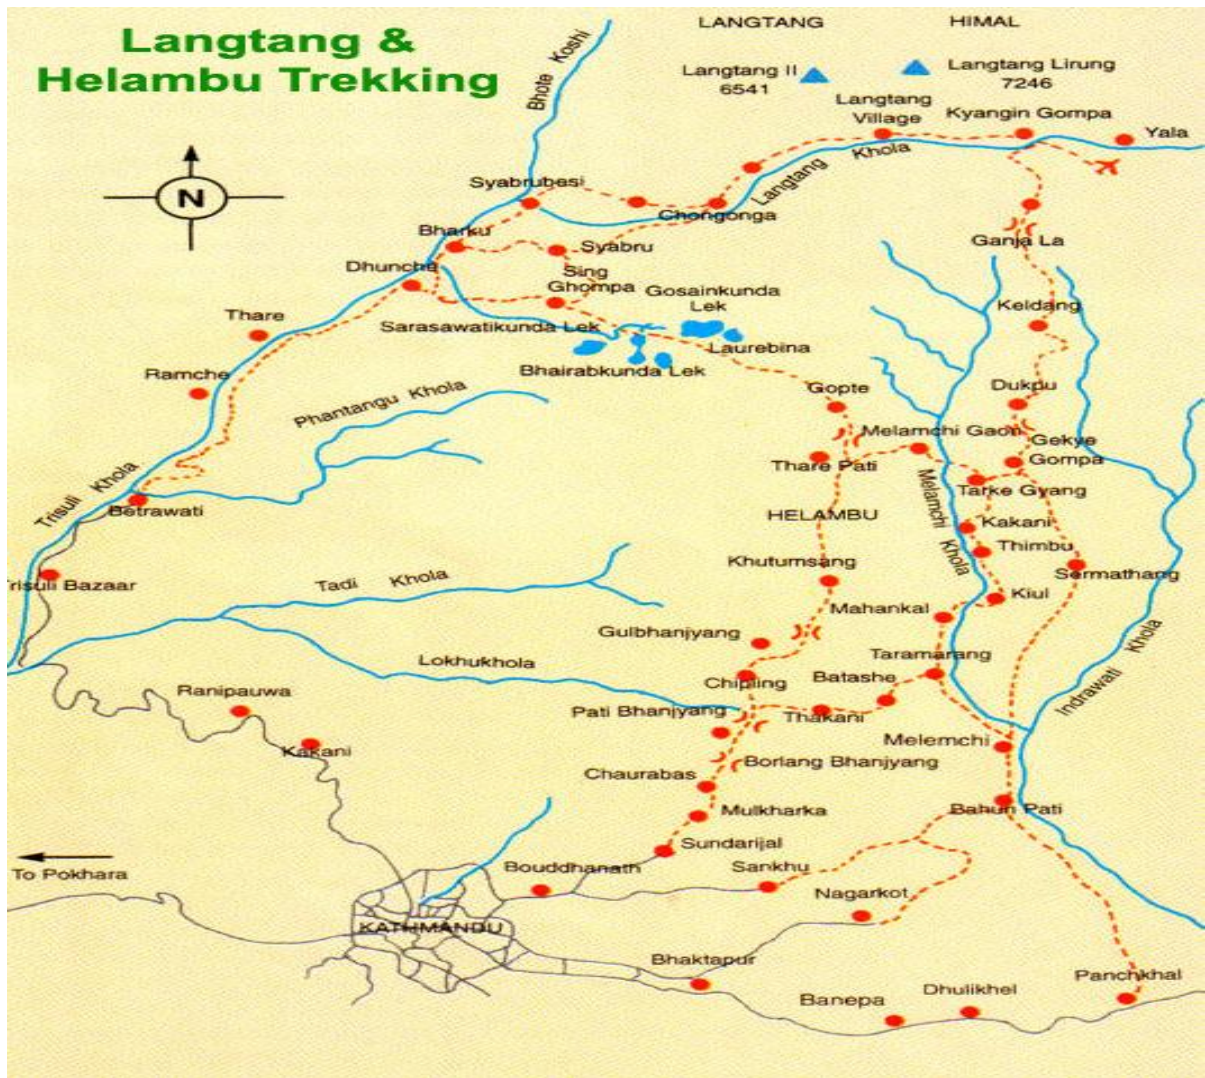 Langtang &
Helambu Trekking
LANGTANG HIMAL
Langtang II
6541
Langtang Lirung
7246
Bhote Koshi
Langtang
Village
Kyangin Gompa
Yala
Langtang Khola
Syabrubesi
Chongonga
N
Bharku
Syabru
Ganja La
Dhunche
Sing
Ghompa
Gosainkunda
Lek
Keldang
Thare
Sarasawatikunda Lek
Laurebina
Ramche
Bhairabkunda Lek
Gopte
Dukpu
Phantangu Khola
Melamchi Gaon
Gekye
Gompa
Thare Pati
Tarke Gyang
Trisuli Khola
Betrawati
HELAMBU
Melamchi Khola
Kakani
Thimbu
Khutumsang
Sermathang
Trisuli Bazaar
Tadi Khola
Kiul
Mahankal
Gulbhanjyang
Taramarang
Indrawati Khola
Lokhukhola
Chipling
Batashe
Ranipauwa
Pati Bhanjyang
Thakani
Kakani
Melemchi
Borlang Bhanjyang
Chaurabas
Mulkharka
Bahun Pati
Sundarijal
To Pokhara
Bouddhanath
Sankhu
Nagarkot
KATHMANDU
Bhaktapur
Panchkhal
Banepa
Dhulikhel